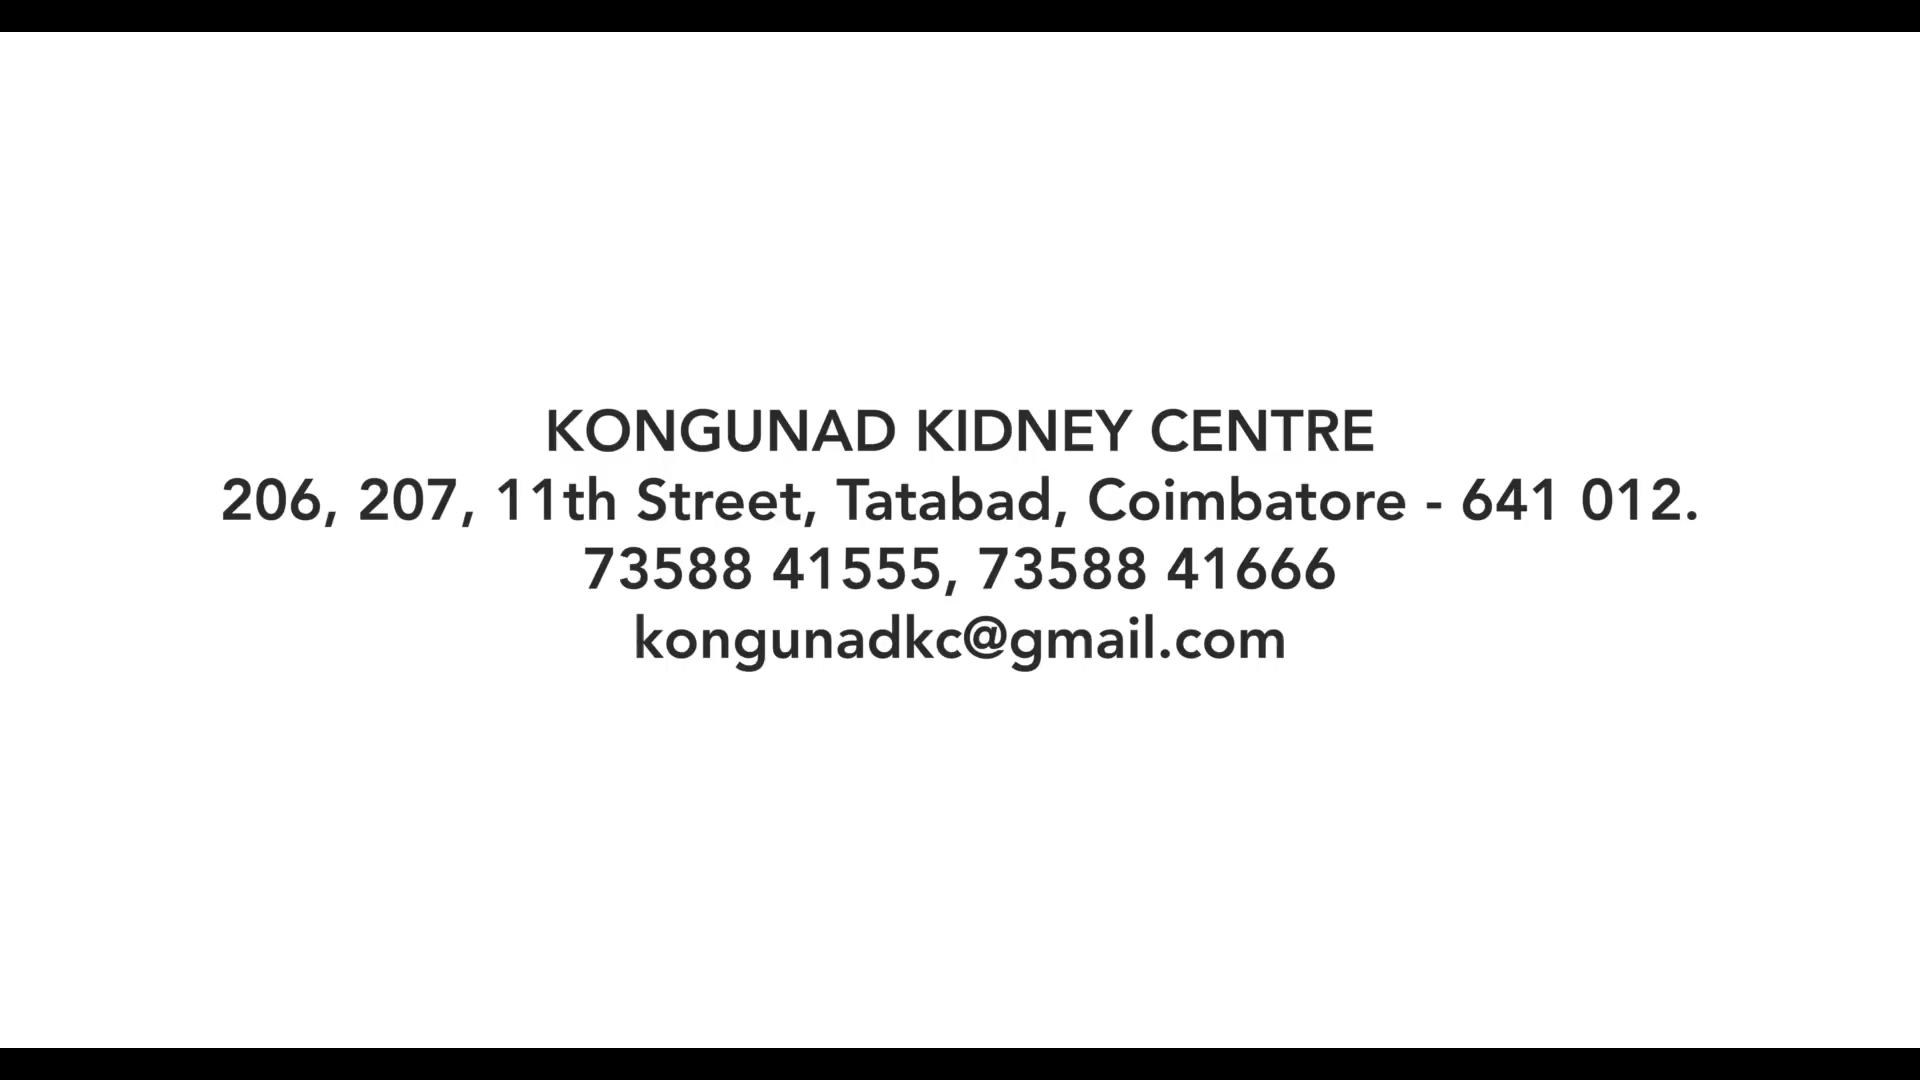 KONGUNAD KIDNEY CENTRE
206, 207, 11th Street, Tatabad, Coimbatore - 641 012.
73588 41555, 73588 41666
kongunadkc@gmail.com